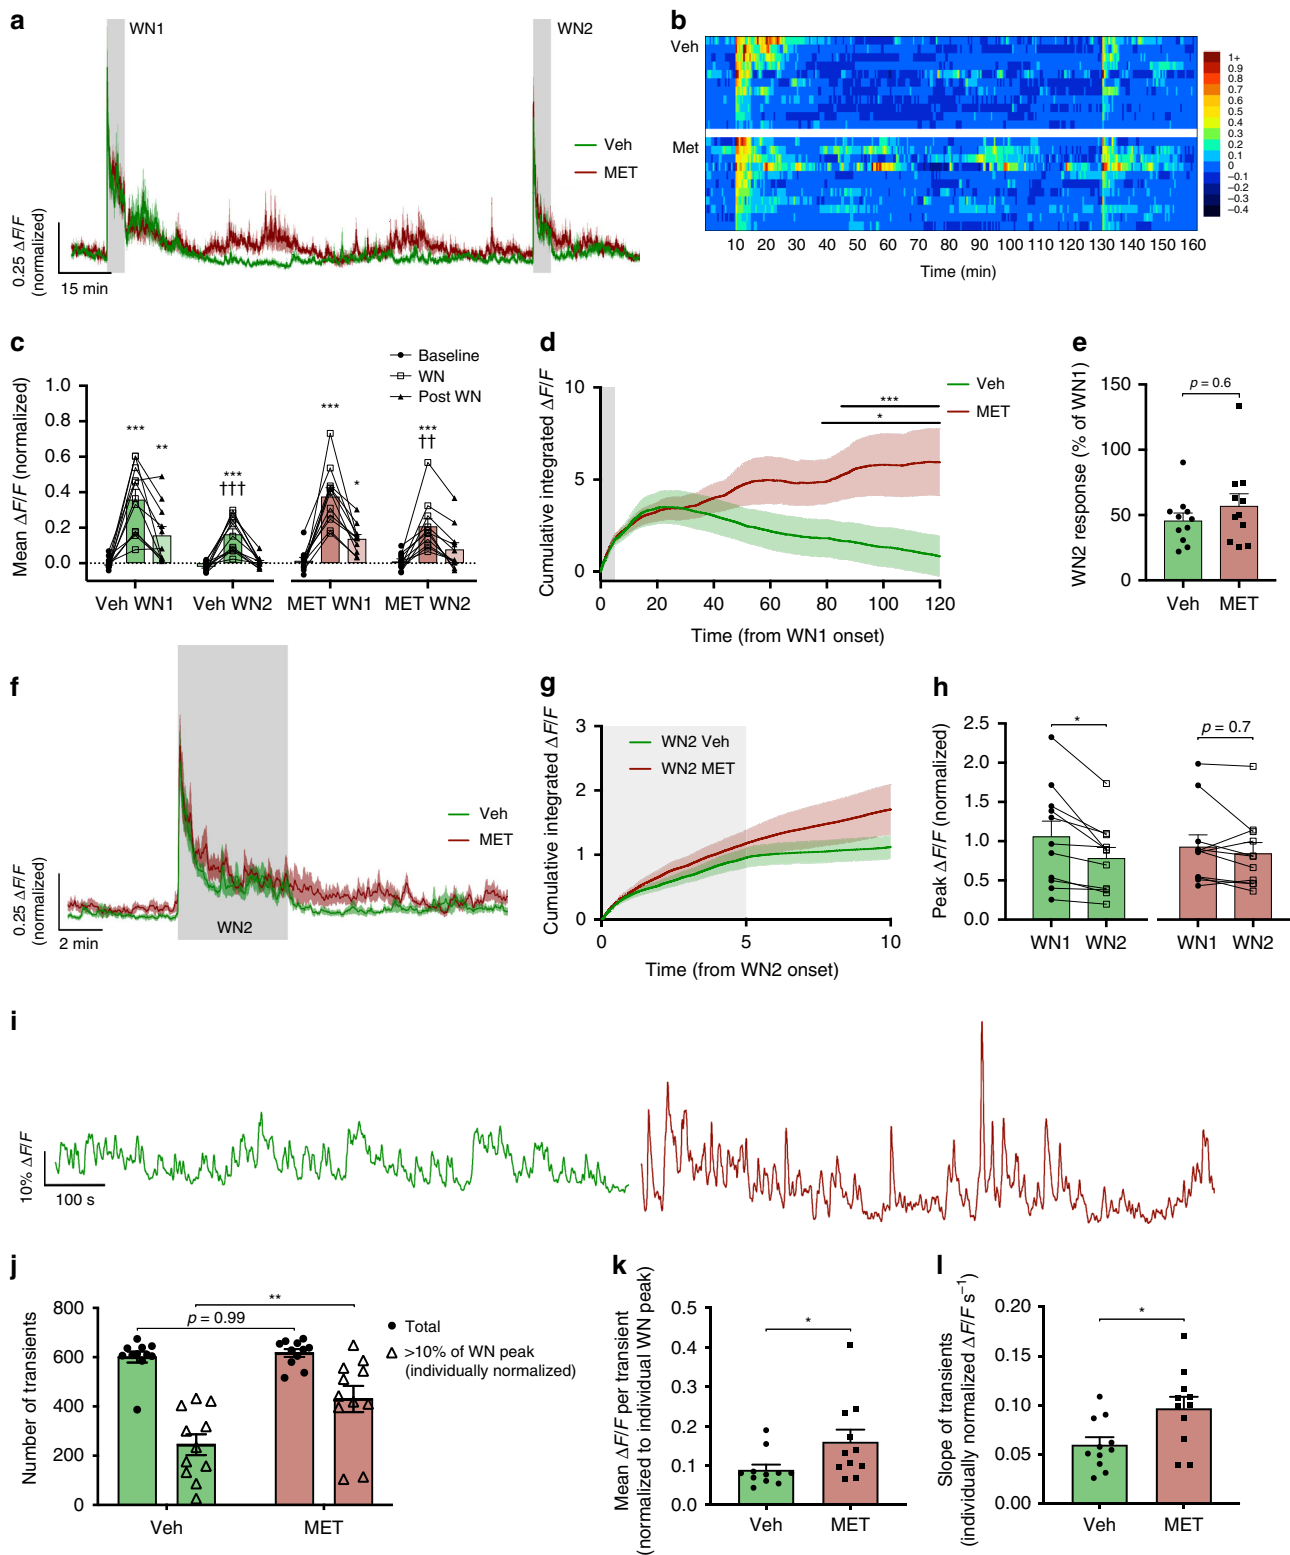 a
WN1
WN2
Veh
MET
0.25 ΔF/F
(normalized)
15 min
b
Veh
Met
1+
0.9
0.8
0.7
0.6
0.5
0.4
0.3
0.2
0.1
0
−0.1
−0.2
−0.3
−0.4
10 20 30 40 50 60 70 80 90 100 110 120 130 140 150 160
Time (min)
c
Baseline
WN
Post WN
Mean ΔF/F (normalized)
1.0
0.8
0.6
0.4
0.2
0.0
***
**
***
†††
***
*
***
††
Veh WN1 Veh WN2 MET WN1 MET WN2
d
Cumulative integrated ΔF/F
10
5
0
Veh
MET
***
*
0 20 40 60 80 100 120
Time (from WN1 onset)
e
WN2 response (% of WN1)
150
100
50
0
p = 0.6
Veh MET
f
Veh
MET
0.25 ΔF/F
(normalized)
2 min
WN2
g
Cumulative integrated ΔF/F
3
2
1
0
WN2 Veh
WN2 MET
0 5 10
Time (from WN2 onset)
h
Peak ΔF/F (normalized)
2.5
2.0
1.5
1.0
0.5
0.0
*
p = 0.7
WN1 WN2 WN1 WN2
i
10% ΔF/F
100 s
j
Number of transients
800
600
400
200
0
**
p = 0.99
Total
>10% of WN peak
(individually normalized)
Veh MET
k
Mean ΔF/F per transient
(normalized to individual WN peak)
0.5
0.4
0.3
0.2
0.1
0.0
*
Veh MET
l
Slope of transients
(individually normalized ΔF/F s⁻¹)
0.20
0.15
0.10
0.05
0.00
*
Veh MET